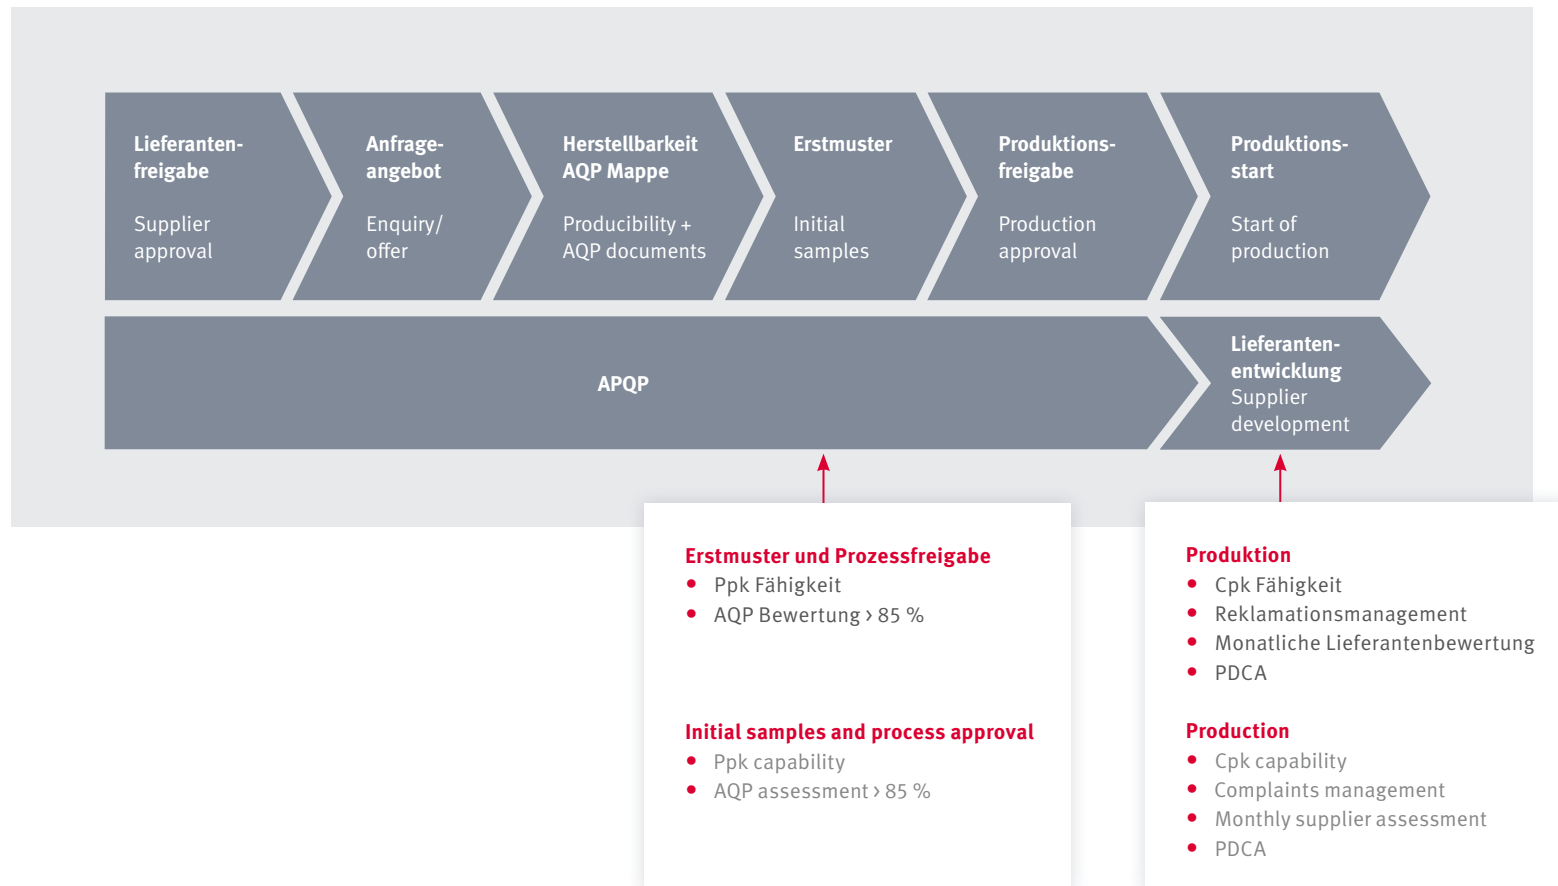 Lieferanten-
freigabe
Supplier
approval
Anfrage-
angebot
Enquiry/
offer
Herstellbarkeit
AQP Mappe
Producibility +
AQP documents
Erstmuster
Initial
samples
Produktions-
freigabe
Production
approval
Produktions-
start
Start of
production
APQP
Lieferanten-
entwicklung
Supplier
development
Erstmuster und Prozessfreigabe
• Ppk Fähigkeit
• AQP Bewertung > 85 %
Initial samples and process approval
• Ppk capability
• AQP assessment > 85 %
Produktion
• Cpk Fähigkeit
• Reklamationsmanagement
• Monatliche Lieferantenbewertung
• PDCA
Production
• Cpk capability
• Complaints management
• Monthly supplier assessment
• PDCA